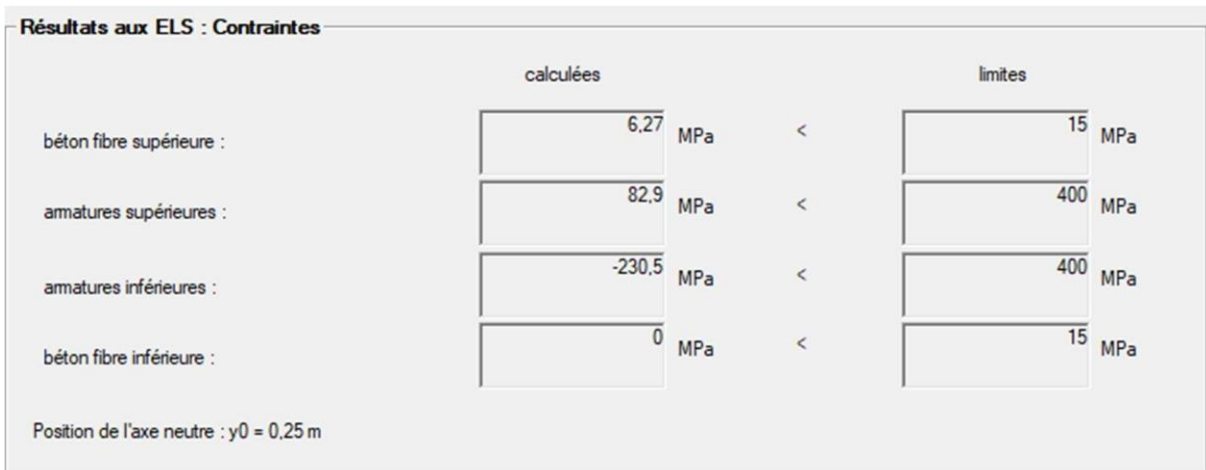 Résultats aux ELS : Contraintes
calculées limites
béton fibre supérieure : 6,27 MPa < 15 MPa
armatures supérieures : 82,9 MPa < 400 MPa
armatures inférieures : -230,5 MPa < 400 MPa
béton fibre inférieure : 0 MPa < 15 MPa
Position de l'axe neutre : y0 = 0,25 m